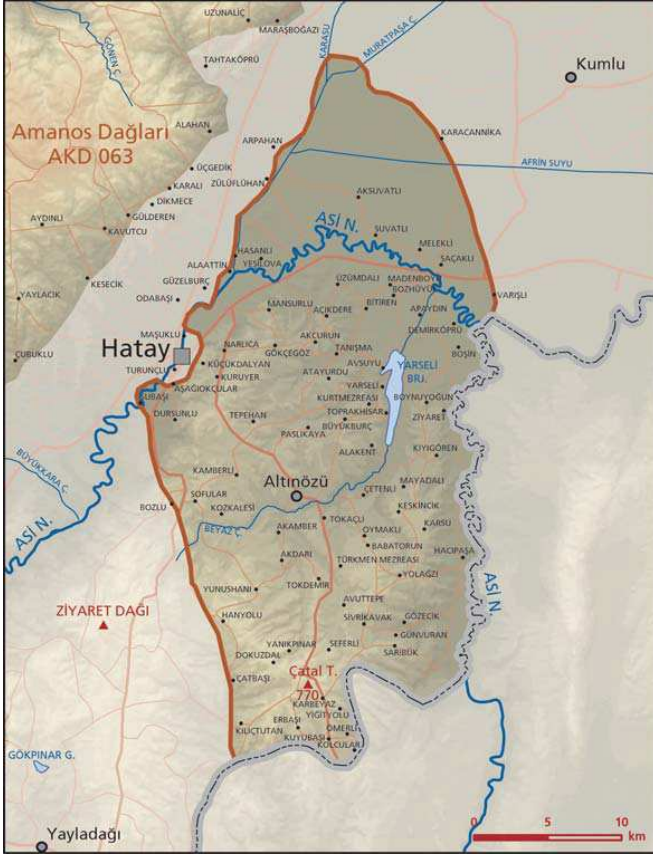 UZUNALİÇ
MARAŞBOĞAZI
GÖNEN Ç.
KARASU
MURATPAŞA Ç.
TAHTAKÖPRÜ
Kumlu
Amanos Dağları
AKD 063
ALAHAN
ARPAHAN
KARACANNIKA
AFRİN SUYU
ÜÇGEDİK
ZÜLÜFLÜHAN
KARALI
DİKMECE
AKSUVATLI
GÜLDEREN
AYDINLI
KAVUTCU
ASİ N.
SUVATLI
MELEKLİ
HASANLI
YEŞİLOVA
SAÇAKLI
ALAATTİN
KESECİK
GÜZELBURÇ
ÜZÜMDALI
MADENBOYU
BOZHÜYÜK
YAYLACIK
ODABAŞI
VARIŞLI
MANSURLU
BİTİREN
APAYDIN
AÇIKDERE
MAŞUKLU
DEMİRKÖPRÜ
AKCURUN
Hatay
NARLICA
GÖKÇEGÖZ
TANIŞMA
BOŞİN
ÇUBUKLU
KÜÇÜKDALYAN
AVSUYU
YARSELİ
BRJ.
TURUNÇLU
KURUYER
ATAYURDU
AŞAĞIOKÇULAR
YARSELİ
SUBAŞI
KURTMEZREASI
BOYNUYOĞUN
DURSUNLU
TEPEHAN
TOPRAKHİSAR
ZİYARET
PASLIKAYA
BÜYÜKBURÇ
ALAKENT
KIYIGÖREN
BÜYÜKKARA Ç.
KAMBERLİ
Altınözü
MAYADALI
SOFULAR
ÇETENLİ
BOZLU
KOZKALESİ
KESKİNCİK
ASİ N.
BEYAZ Ç.
TOKAÇLI
AKAMBER
OYMAKLI
KARSU
BABATORUN
AKDARI
HACIPAŞA
TÜRKMEN MEZREASI
YOLAĞZI
ASİ N.
YUNUSHANI
TOKDEMİR
ZİYARET DAĞI
AVUTTEPE
HANYOLU
SIVRIKAVAK
GÖZECİK
GÜNVURAN
YANIKPINAR
SEFERLİ
SARIBÜK
DOKUZDAL
Çatal T.
770
ÇATBAŞI
KARBEYAZ
YİĞİTYOLU
KILIÇTUTAN
ERBAŞI
ÖMERLİ
KUYUBAŞI
KOLCULAR
GÖKPINAR G.
Yayladağı
0 5 10
km